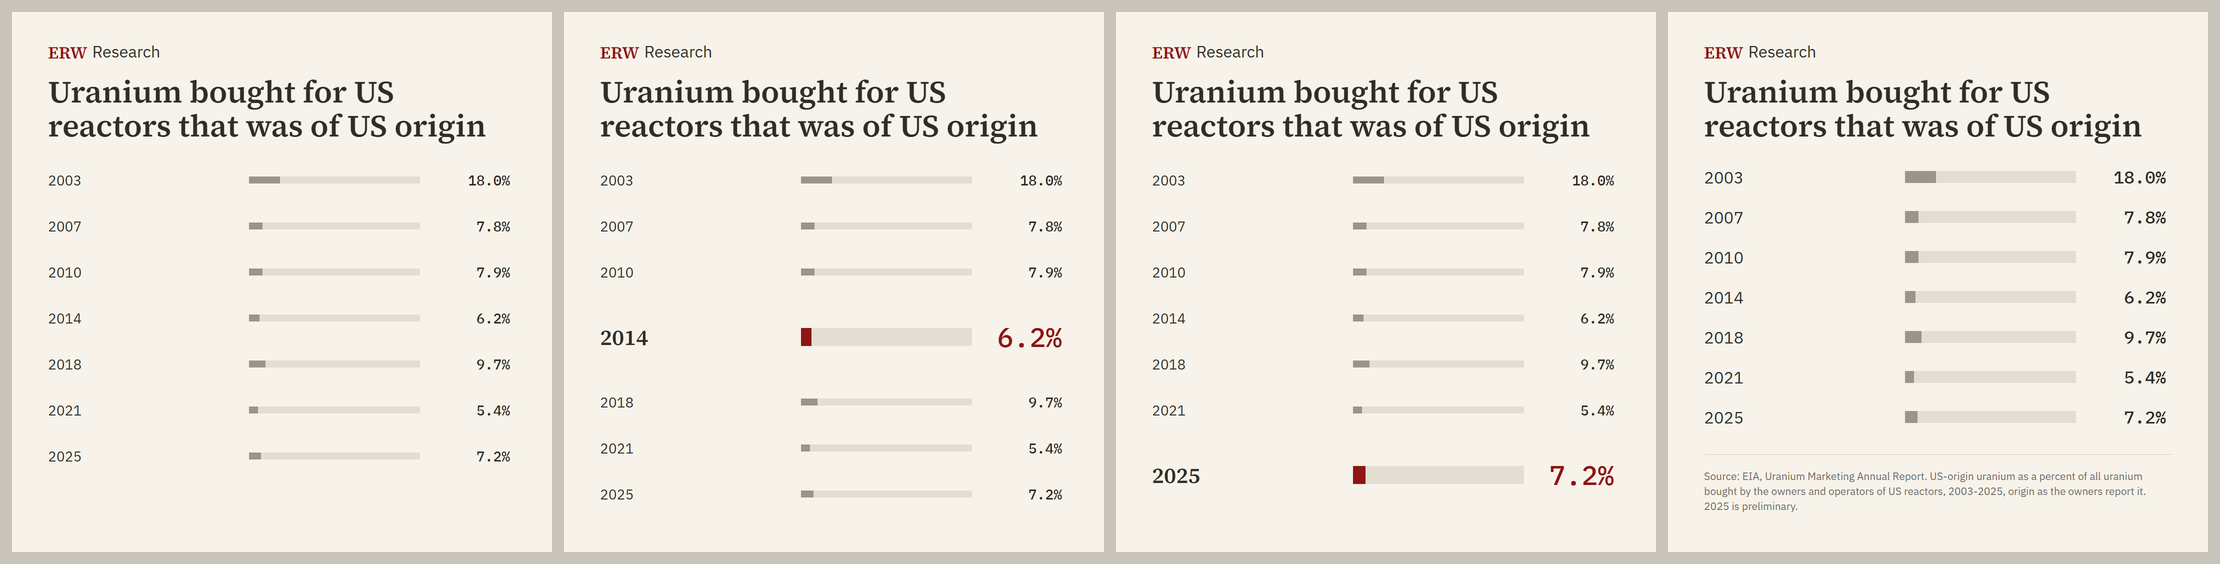 ERW Research
Uranium bought for US
reactors that was of US origin
2003 18.0%
2007 7.8%
2010 7.9%
2014 6.2%
2018 9.7%
2021 5.4%
2025 7.2%
ERW Research
Uranium bought for US
reactors that was of US origin
2003 18.0%
2007 7.8%
2010 7.9%
2014 6.2%
2018 9.7%
2021 5.4%
2025 7.2%
ERW Research
Uranium bought for US
reactors that was of US origin
2003 18.0%
2007 7.8%
2010 7.9%
2014 6.2%
2018 9.7%
2021 5.4%
2025 7.2%
ERW Research
Uranium bought for US
reactors that was of US origin
2003 18.0%
2007 7.8%
2010 7.9%
2014 6.2%
2018 9.7%
2021 5.4%
2025 7.2%
Source: EIA, Uranium Marketing Annual Report. US-origin uranium as a percent of all uranium
bought by the owners and operators of US reactors, 2003-2025, origin as the owners report it.
2025 is preliminary.